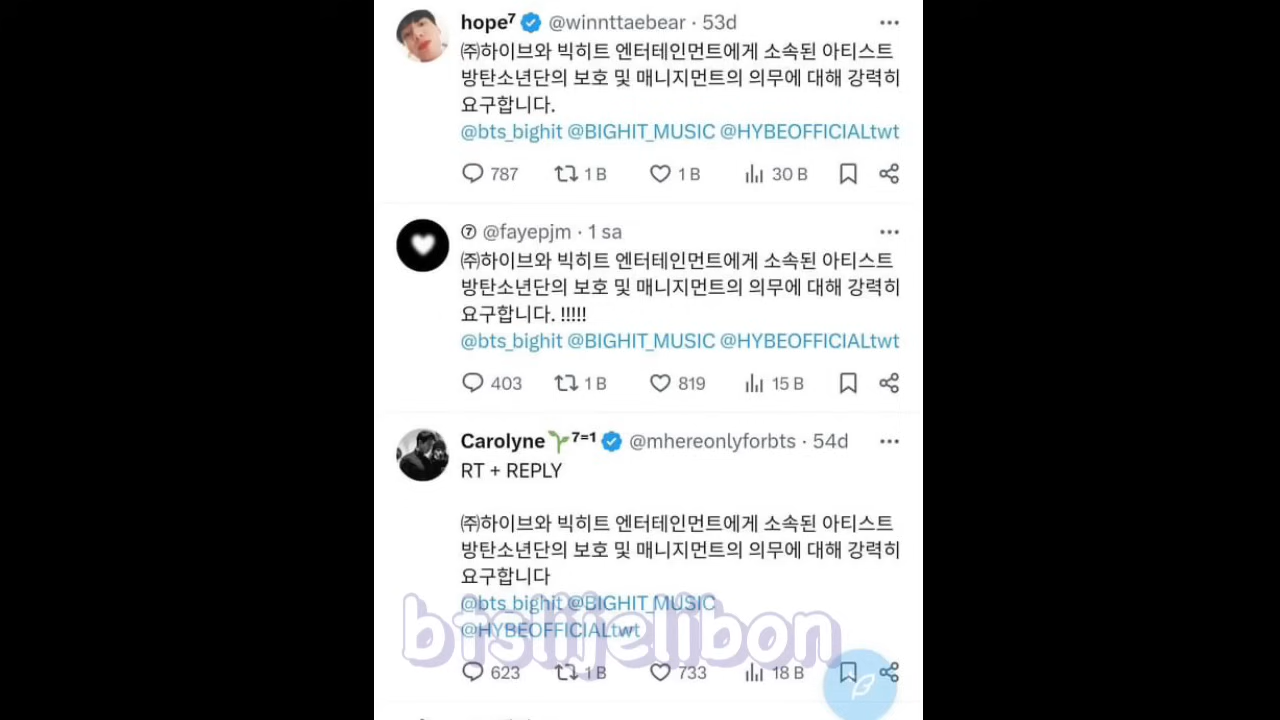 hope⁷ @winnttaebear · 53d
㈜하이브와 빅히트 엔터테인먼트에게 소속된 아티스트
방탄소년단의 보호 및 매니지먼트의 의무에 대해 강력히
요구합니다.
@bts_bighit @BIGHIT_MUSIC @HYBEOFFICIALtwt
787 1 B 1 B 30 B
⑦ @fayepjm · 1 sa
㈜하이브와 빅히트 엔터테인먼트에게 소속된 아티스트
방탄소년단의 보호 및 매니지먼트의 의무에 대해 강력히
요구합니다. !!!!!
@bts_bighit @BIGHIT_MUSIC @HYBEOFFICIALtwt
403 1 B 819 15 B
Carolyne🌱⁷⁼¹ @mhereonlyforbts · 54d
RT + REPLY
㈜하이브와 빅히트 엔터테인먼트에게 소속된 아티스트
방탄소년단의 보호 및 매니지먼트의 의무에 대해 강력히
요구합니다
@bts_bighit @BIGHIT_MUSIC
@HYBEOFFICIALtwt
btslijelibon
623 1 B 733 18 B